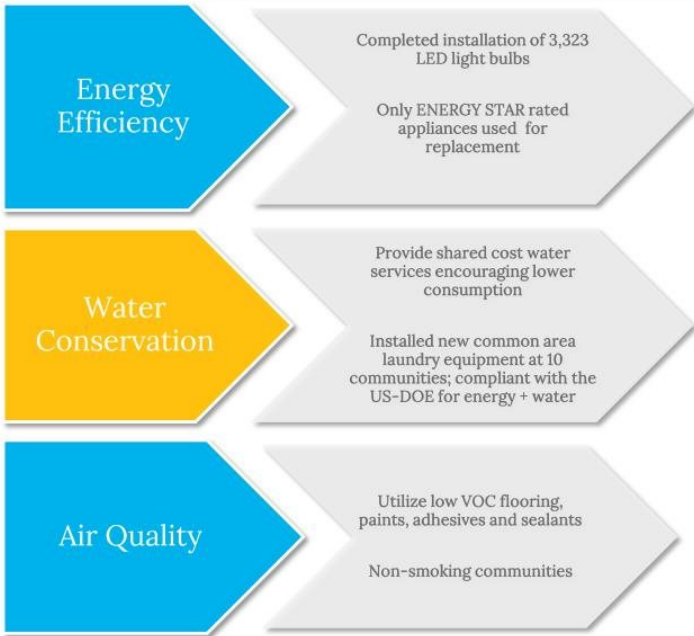 Energy
Efficiency
Completed installation of 3,323
LED light bulbs
Only ENERGY STAR rated
appliances used for
replacement
Water
Conservation
Provide shared cost water
services encouraging lower
consumption
Installed new common area
laundry equipment at 10
communities; compliant with the
US-DOE for energy + water
Air Quality
Utilize low VOC flooring,
paints, adhesives and sealants
Non-smoking communities